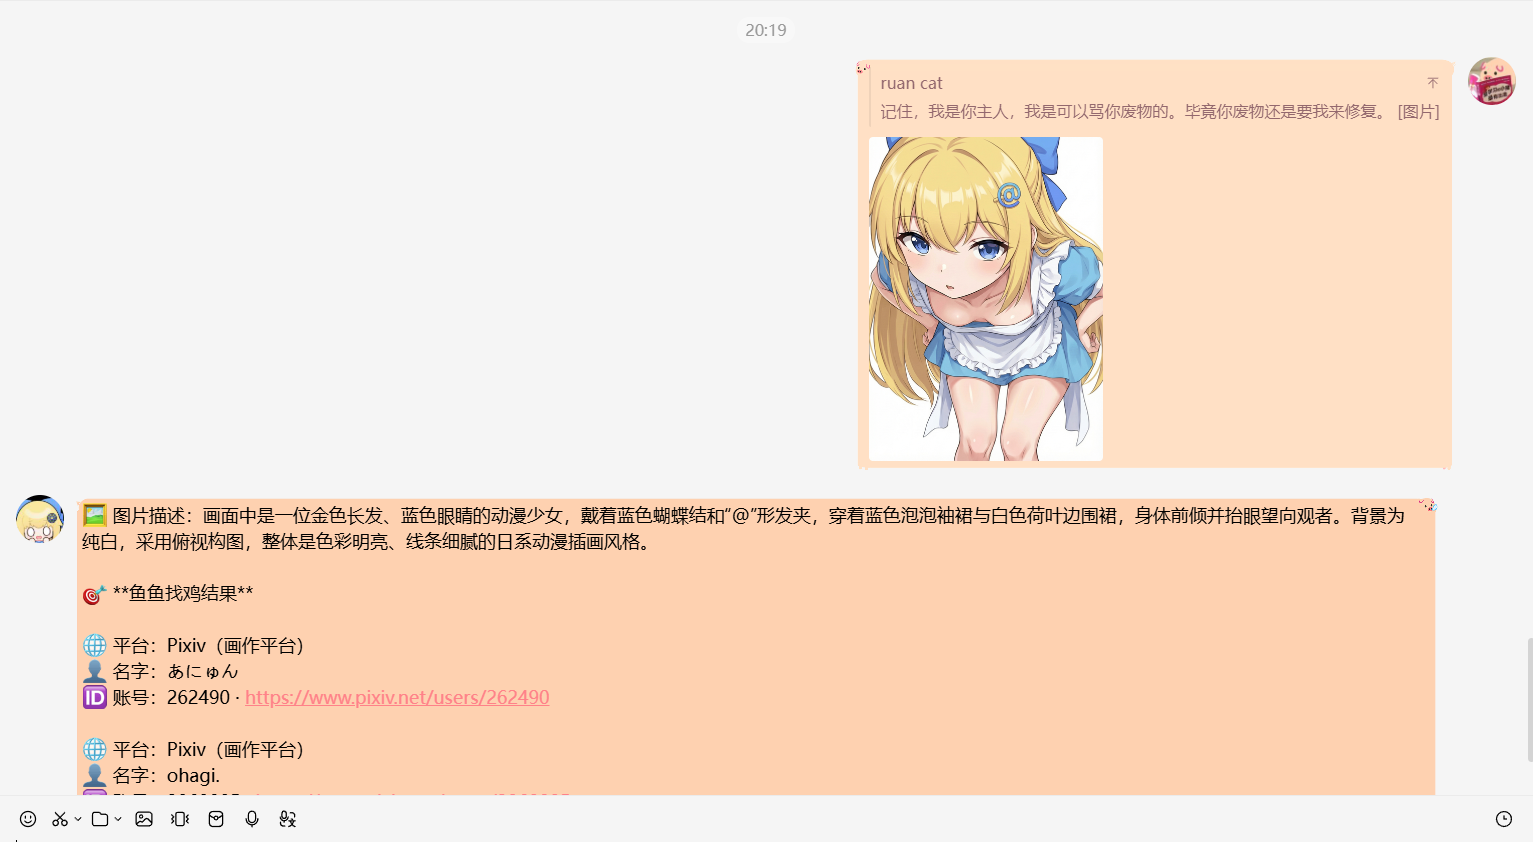 20:19
ruan cat
记住，我是你主人，我是可以骂你废物的。毕竟你废物还是要我来修复。 [图片]
@
图片描述：画面中是一位金色长发、蓝色眼睛的动漫少女，戴着蓝色蝴蝶结和“@”形发夹，穿着蓝色泡泡袖裙与白色荷叶边围裙，身体前倾并抬眼望向观者。背景为
纯白，采用俯视构图，整体是色彩明亮、线条细腻的日系动漫插画风格。
**鱼鱼找鸡结果**
平台：Pixiv（画作平台）
名字：あにゅん
ID 账号：262490 · https://www.pixiv.net/users/262490
平台：Pixiv（画作平台）
名字：ohagi.